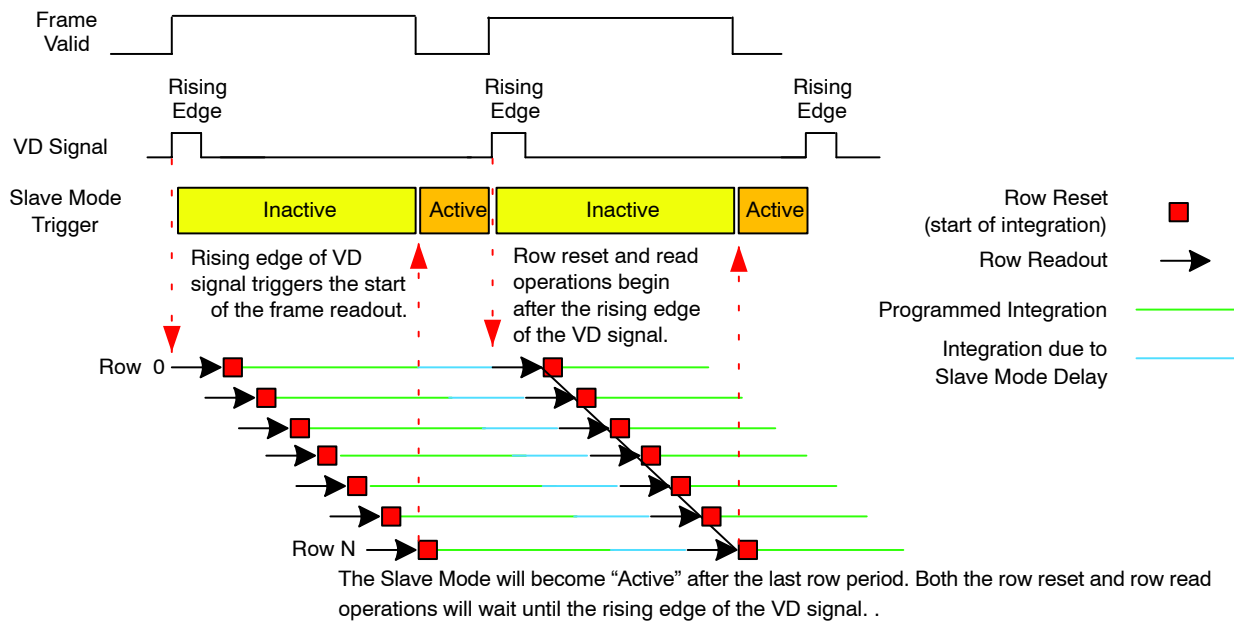 Frame
Valid
Rising
Edge
Rising
Edge
Rising
Edge
VD Signal
Slave Mode
Trigger
Inactive
Active
Inactive
Active
Rising edge of VD
signal triggers the start
of the frame readout.
Row reset and read
operations begin
after the rising edge
of the VD signal.
Row Reset
(start of integration)
Row Readout
Programmed Integration
Integration due to
Slave Mode Delay
Row 0
Row N
The Slave Mode will become “Active” after the last row period. Both the row reset and row read
operations will wait until the rising edge of the VD signal. .